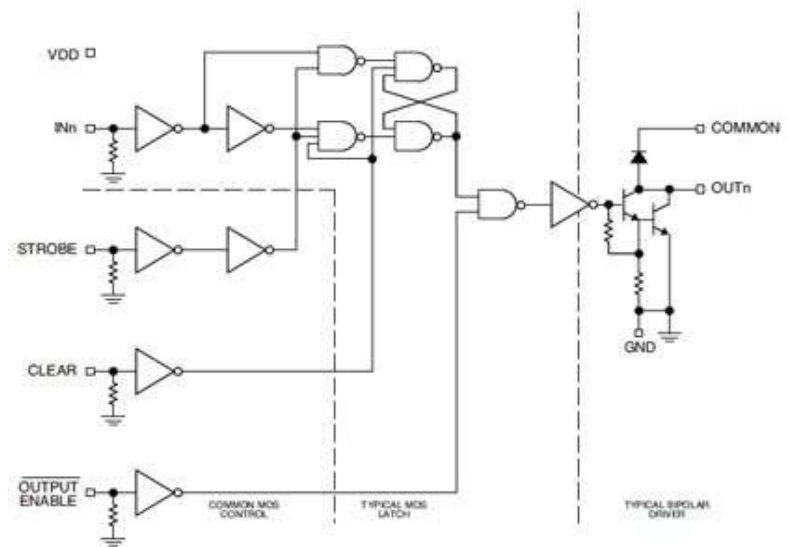 VDD
INn
COMMON
OUTn
STROBE
GND
CLEAR
OUTPUT
ENABLE
COMMON MOS
CONTROL
TYPICAL MOS
LATCH
TYPICAL BIPOLAR
DRIVER